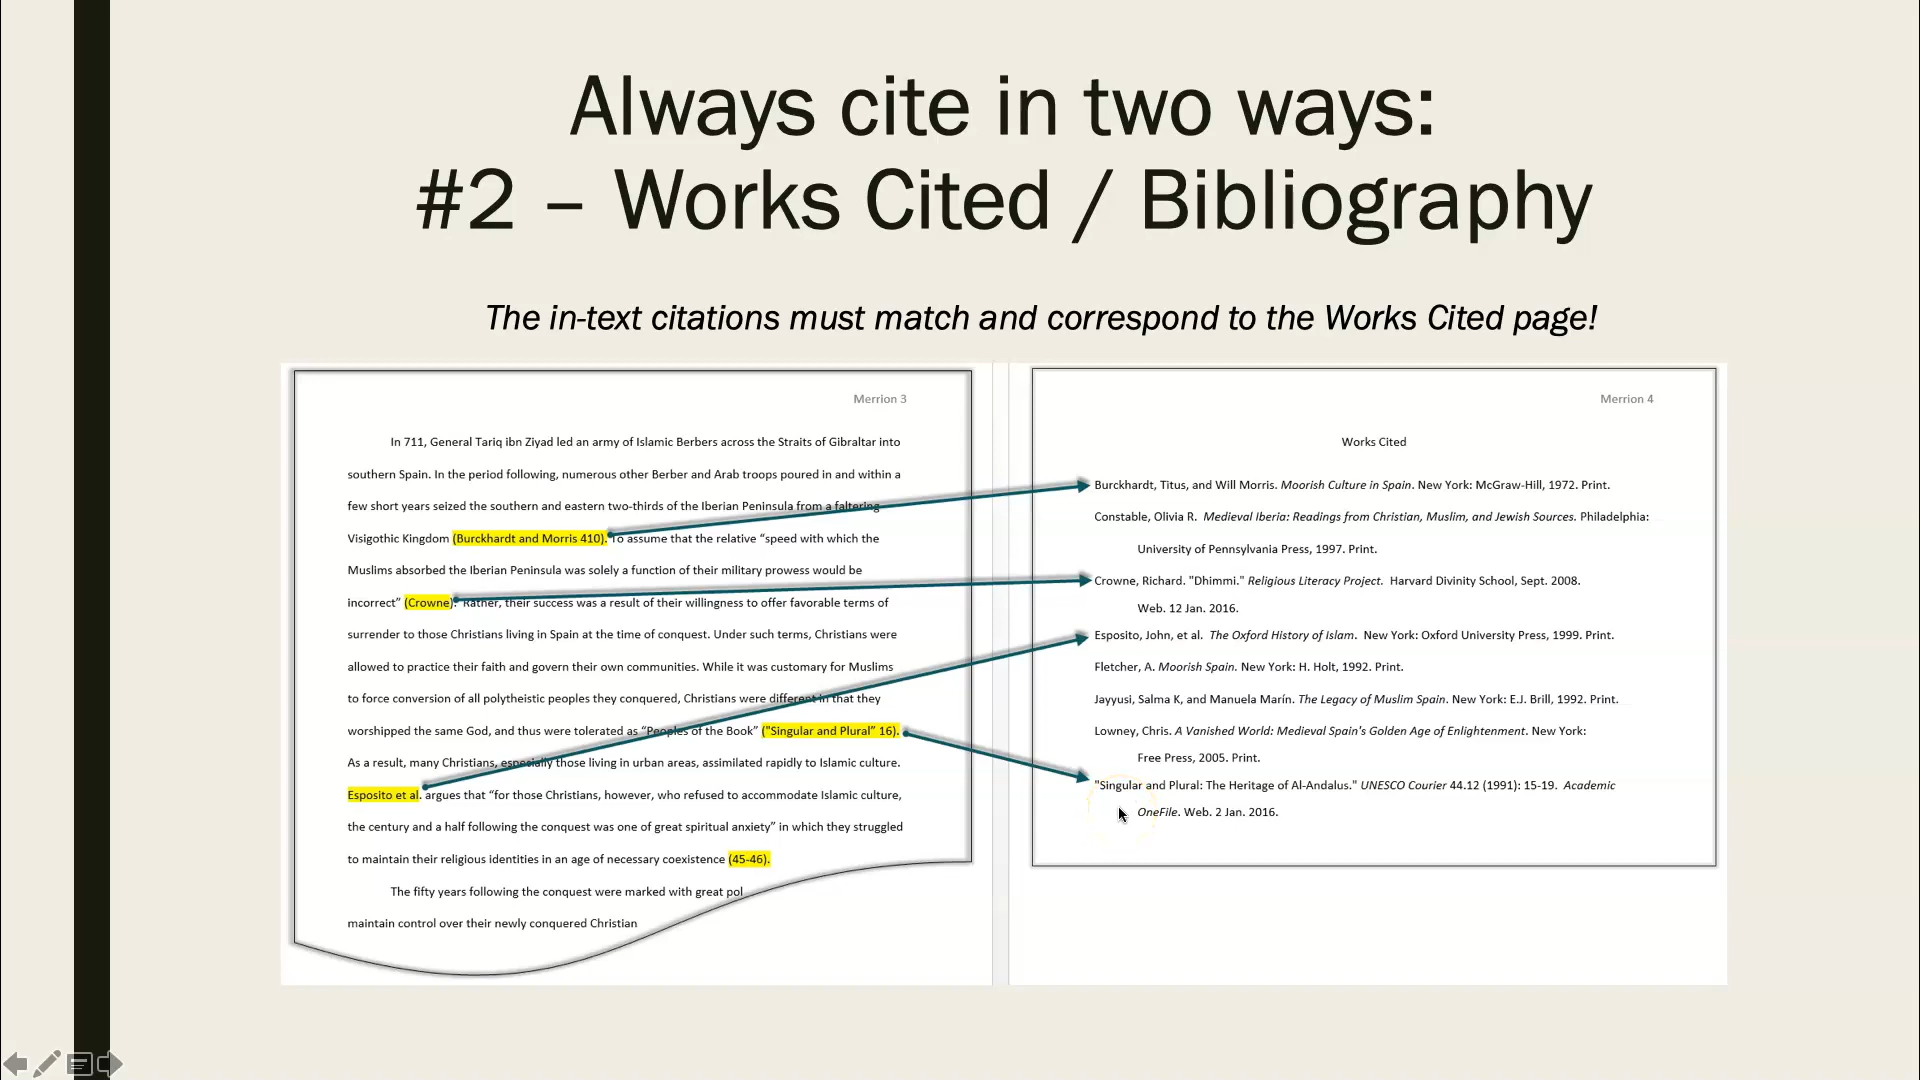 Always cite in two ways:
#2 – Works Cited / Bibliography
The in-text citations must match and correspond to the Works Cited page!
Merrion 3
In 711, General Tariq ibn Ziyad led an army of Islamic Berbers across the Straits of Gibraltar into
southern Spain. In the period following, numerous other Berber and Arab troops poured in and within a
few short years seized the southern and eastern two-thirds of the Iberian Peninsula from a faltering
Visigothic Kingdom (Burckhardt and Morris 410). To assume that the relative “speed with which the
Muslims absorbed the Iberian Peninsula was solely a function of their military prowess would be
incorrect” (Crowne). Rather, their success was a result of their willingness to offer favorable terms of
surrender to those Christians living in Spain at the time of conquest. Under such terms, Christians were
allowed to practice their faith and govern their own communities. While it was customary for Muslims
to force conversion of all polytheistic peoples they conquered, Christians were different in that they
worshipped the same God, and thus were tolerated as “Peoples of the Book” ("Singular and Plural” 16).
As a result, many Christians, especially those living in urban areas, assimilated rapidly to Islamic culture.
Esposito et al. argues that “for those Christians, however, who refused to accommodate Islamic culture,
the century and a half following the conquest was one of great spiritual anxiety” in which they struggled
to maintain their religious identities in an age of necessary coexistence (45-46).
The fifty years following the conquest were marked with great pol
maintain control over their newly conquered Christian
Merrion 4
Works Cited
Burckhardt, Titus, and Will Morris. Moorish Culture in Spain. New York: McGraw-Hill, 1972. Print.
Constable, Olivia R. Medieval Iberia: Readings from Christian, Muslim, and Jewish Sources. Philadelphia:
University of Pennsylvania Press, 1997. Print.
Crowne, Richard. "Dhimmi." Religious Literacy Project. Harvard Divinity School, Sept. 2008.
Web. 12 Jan. 2016.
Esposito, John, et al. The Oxford History of Islam. New York: Oxford University Press, 1999. Print.
Fletcher, A. Moorish Spain. New York: H. Holt, 1992. Print.
Jayyusi, Salma K, and Manuela Marín. The Legacy of Muslim Spain. New York: E.J. Brill, 1992. Print.
Lowney, Chris. A Vanished World: Medieval Spain's Golden Age of Enlightenment. New York:
Free Press, 2005. Print.
"Singular and Plural: The Heritage of Al-Andalus." UNESCO Courier 44.12 (1991): 15-19. Academic
OneFile. Web. 2 Jan. 2016.